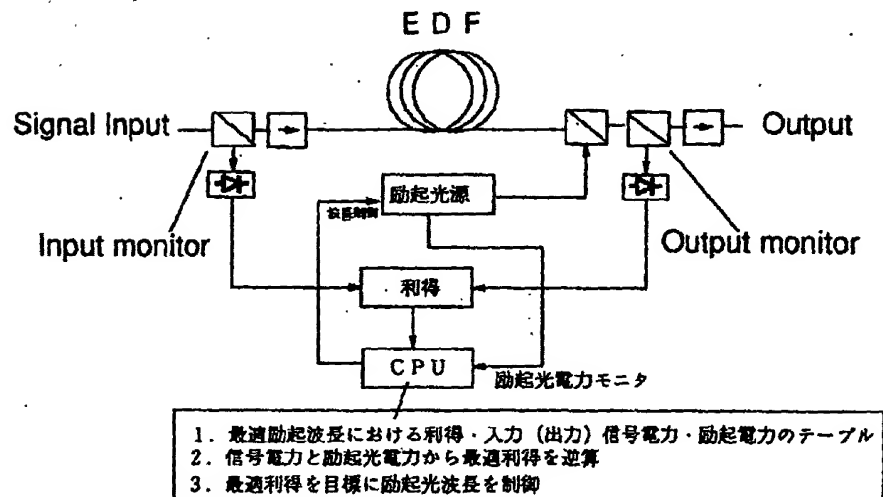 EDF
Signal Input
Output
励起光源
波長制御
Input monitor
Output monitor
利得
CPU
励起光電力モニタ
1. 最適励起波長における利得・入力(出力)信号電力・励起電力のテーブル
2. 信号電力と励起光電力から最適利得を逆算
3. 最適利得を目標に励起光波長を制御